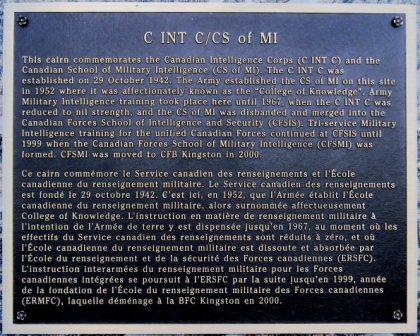 C INT C/CS of MI
This cairn commemorates the Canadian Intelligence Corps (C INT C) and the
Canadian School of Military Intelligence (CS of MI). The C INT C was
established on 29 October 1942. The Army established the CS of MI on this site
in 1952 where it was affectionately known as the "College of Knowledge". Army
Military Intelligence training took place here until 1967, when the C INT C was
reduced to nil strength, and the CS of MI was disbanded and merged into the
Canadian Forces School of Intelligence and Security (CFSIS). Tri-service Military
Intelligence training for the unified Canadian Forces continued at CFSIS until
1999 when the Canadian Forces School of Military Intelligence (CFSMI) was
formed. CFSMI was moved to CFB Kingston in 2000.
Ce cairn commémore le Service canadien des renseignements et l'École
canadienne du renseignement militaire. Le Service canadien des renseignements
est fondé le 29 octobre 1942. C'est ici, en 1952, que l'Armée établit l'École
canadienne du renseignement militaire, alors surnommée affectueusement
College of Knowledge. L'instruction en matière de renseignement militaire à
l'intention de l'Armée de terre y est dispensée jusqu'en 1967, au moment où les
effectifs du Service canadien des renseignements sont réduits à zéro, et où
l'École canadienne du renseignement militaire est dissoute et absorbée par
l'École du renseignement et de la sécurité des Forces canadiennes (ERSFC).
L'instruction interarmées du renseignement militaire pour les Forces
canadiennes intégrées se poursuit à l'ERSFC par la suite jusqu'en 1999, année
de la fondation de l'École du renseignement militaire des Forces canadiennes
(ERMFC), laquelle déménage à la BFC Kingston en 2000.